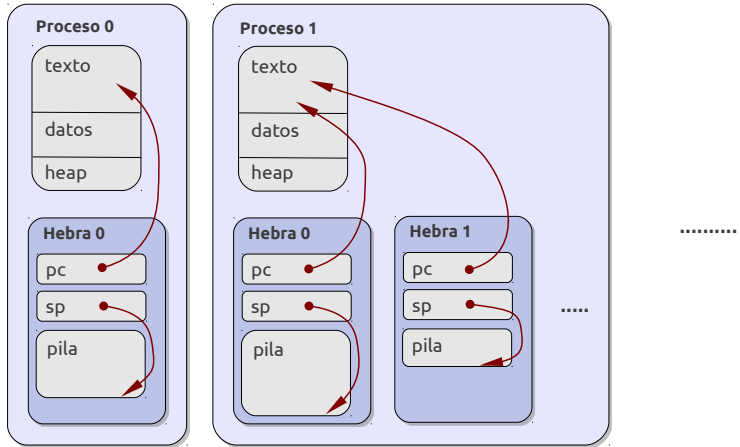 Proceso 0
texto
datos
heap
Hebra 0
pc
sp
pila
Proceso 1
texto
datos
heap
Hebra 0
pc
sp
pila
Hebra 1
pc
sp
pila
.....
..........